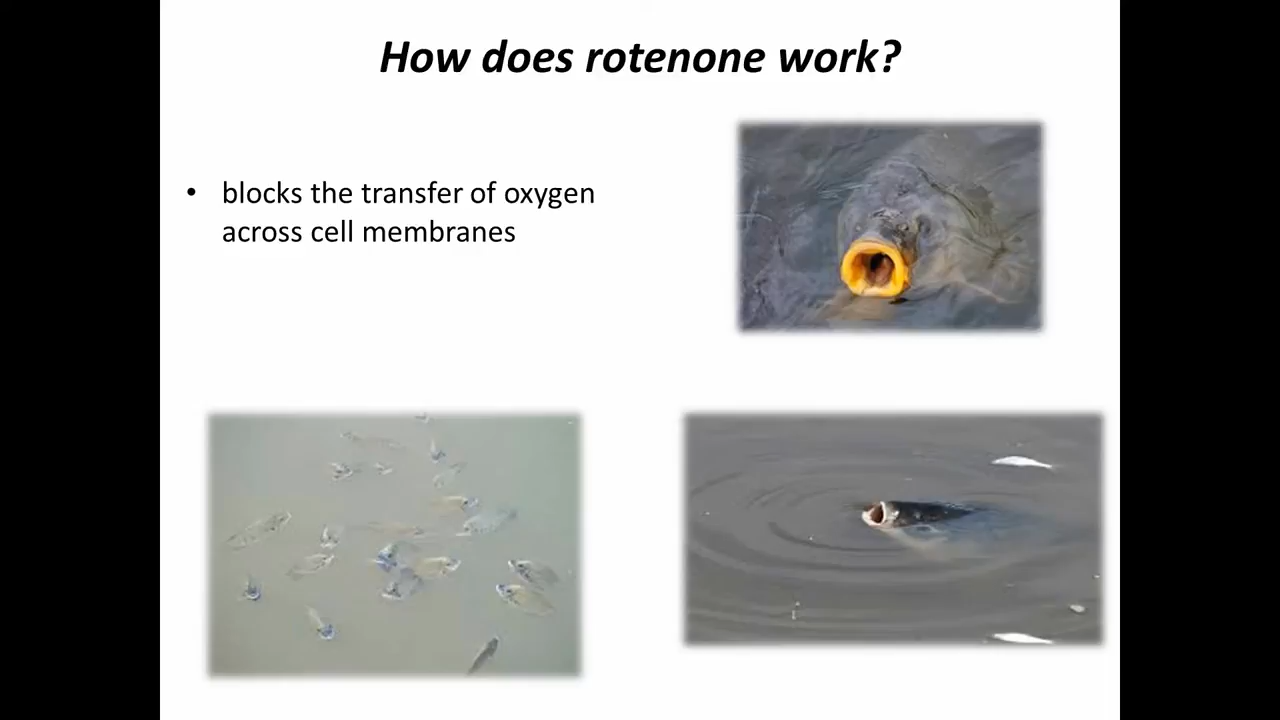 How does rotenone work?
• blocks the transfer of oxygen
across cell membranes